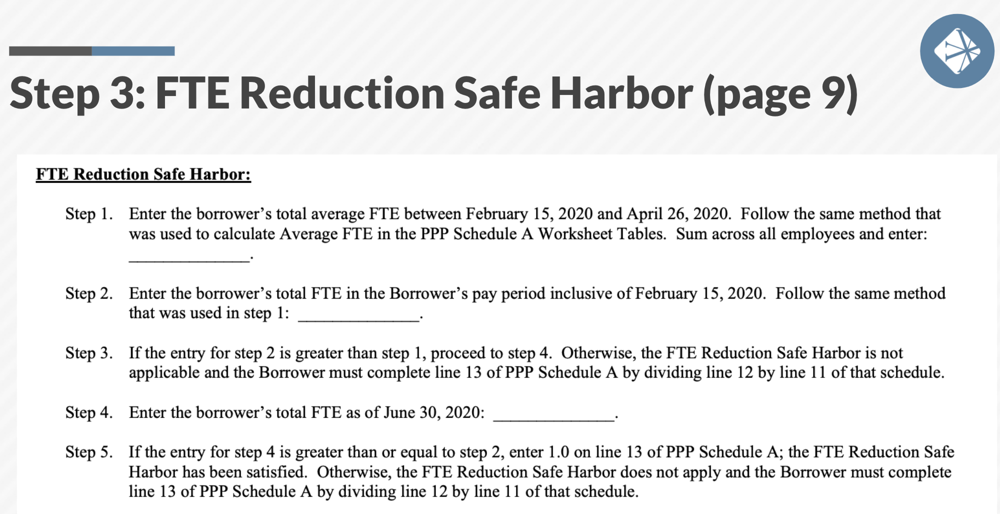 Step 3: FTE Reduction Safe Harbor (page 9)
FTE Reduction Safe Harbor:
Step 1. Enter the borrower’s total average FTE between February 15, 2020 and April 26, 2020. Follow the same method that
was used to calculate Average FTE in the PPP Schedule A Worksheet Tables. Sum across all employees and enter:
______________.
Step 2. Enter the borrower’s total FTE in the Borrower’s pay period inclusive of February 15, 2020. Follow the same method
that was used in step 1: ______________.
Step 3. If the entry for step 2 is greater than step 1, proceed to step 4. Otherwise, the FTE Reduction Safe Harbor is not
applicable and the Borrower must complete line 13 of PPP Schedule A by dividing line 12 by line 11 of that schedule.
Step 4. Enter the borrower’s total FTE as of June 30, 2020: ______________.
Step 5. If the entry for step 4 is greater than or equal to step 2, enter 1.0 on line 13 of PPP Schedule A; the FTE Reduction Safe
Harbor has been satisfied. Otherwise, the FTE Reduction Safe Harbor does not apply and the Borrower must complete
line 13 of PPP Schedule A by dividing line 12 by line 11 of that schedule.